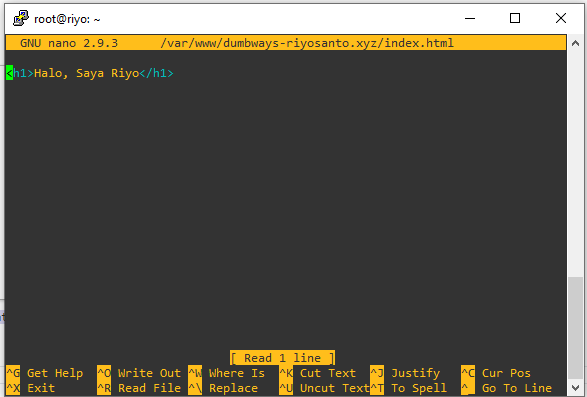 root@riyo: ~
GNU nano 2.9.3 /var/www/dumbways-riyosanto.xyz/index.html
<h1>Halo, Saya Riyo</h1>
[ Read 1 line ]
^G Get Help ^O Write Out ^W Where Is ^K Cut Text ^J Justify ^C Cur Pos
^X Exit ^R Read File ^\ Replace ^U Uncut Text ^T To Spell ^_ Go To Line